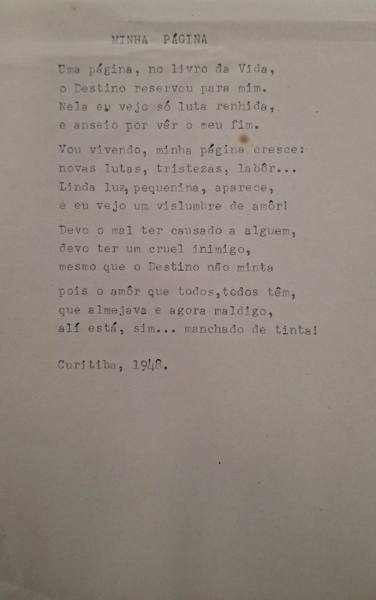 MINHA PÁGINA
Uma página, no livro da Vida,
o Destino reservou para mim.
Nela eu vejo só luta renhida,
e anseio por vêr o meu fim.
Vou vivendo, minha página cresce:
novas lutas, tristezas, labôr...
Linda luz, pequenina, aparece,
e eu vejo um vislumbre de amôr!
Devo o mal ter causado a alguem,
devo ter um cruel inimigo,
mesmo que o Destino não minta
pois o amôr que todos,todos têm,
que almejava e agora maldigo,
alí está, sim... manchado de tinta!
Curitiba, 1948.